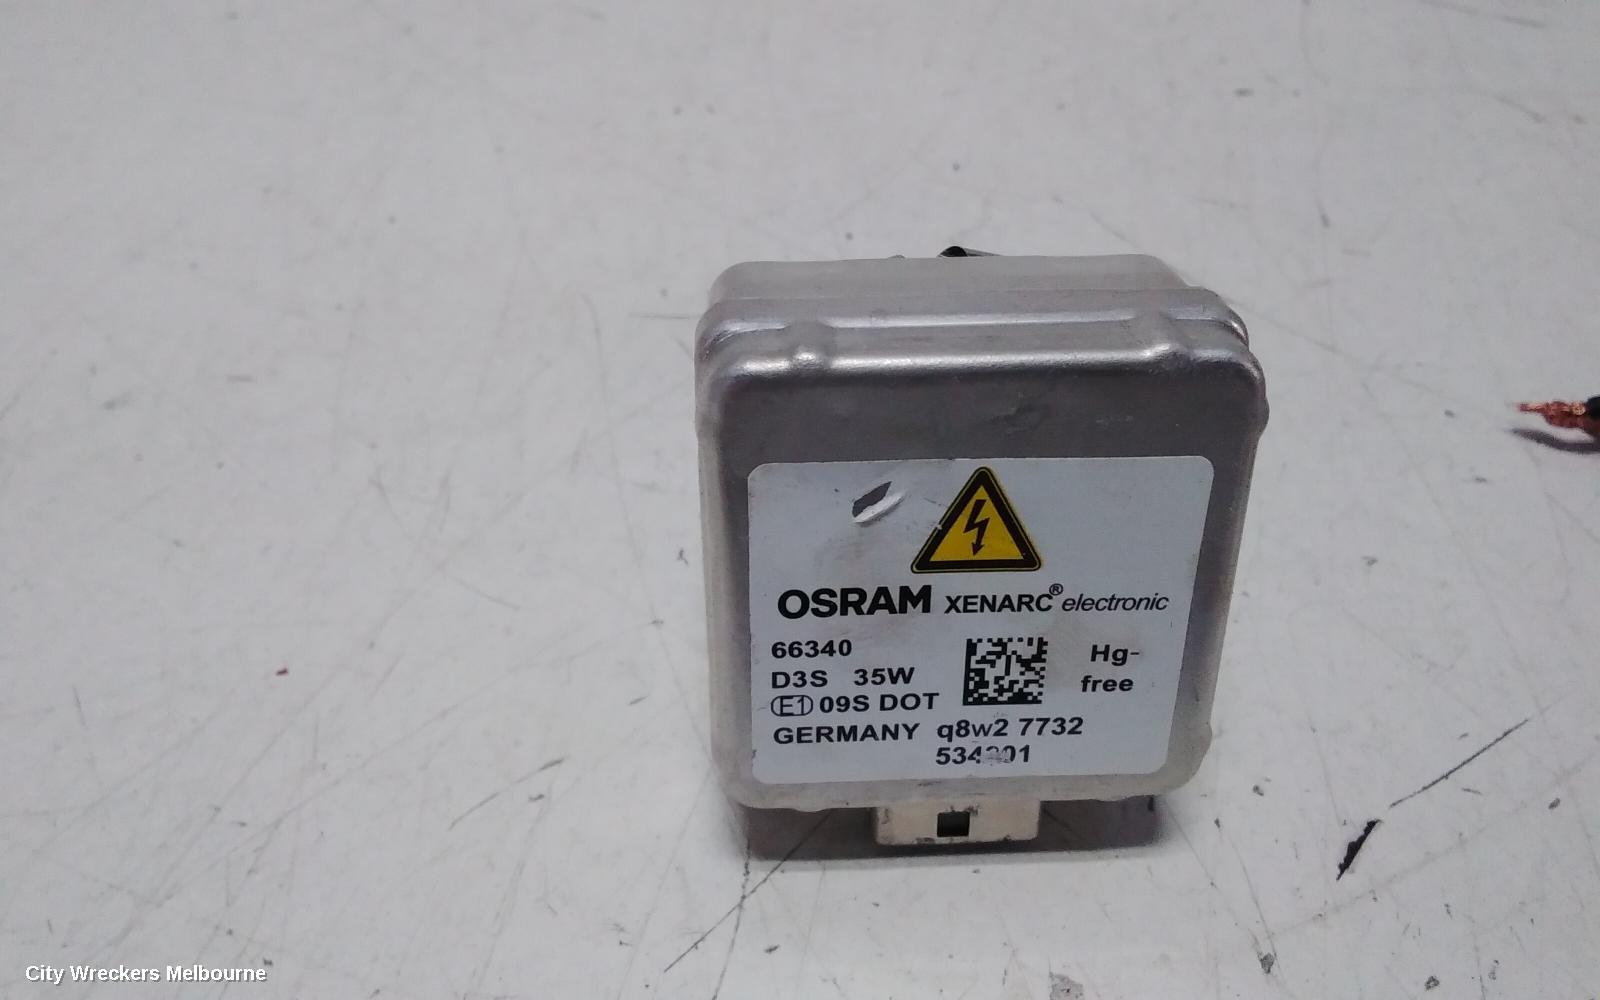 OSRAM XENARC® electronic
66340
D3S 35W
Hg-
free
E1 09S DOT
GERMANY q8w2 7732
City Wreckers Melbourne